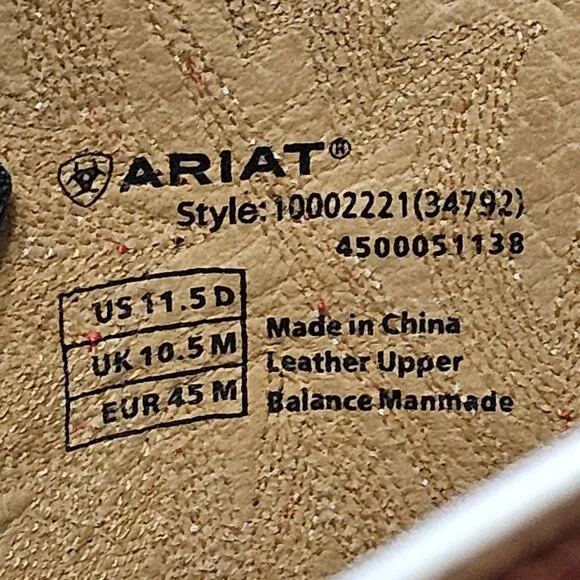 ARIAT®
Style: 10002221(34792)
4500051138
US 11.5 D
UK 10.5 M
EUR 45 M
Made in China
Leather Upper
Balance Manmade